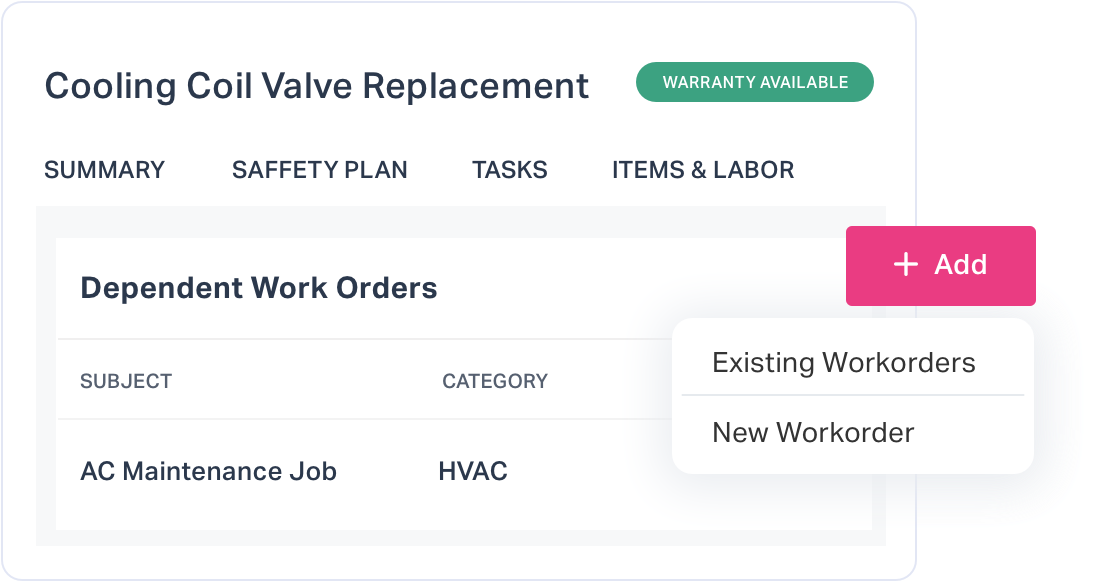 Cooling Coil Valve Replacement WARRANTY AVAILABLE
SUMMARY SAFFETY PLAN TASKS ITEMS & LABOR
+ Add
Dependent Work Orders
Existing Workorders
SUBJECT CATEGORY
New Workorder
AC Maintenance Job HVAC